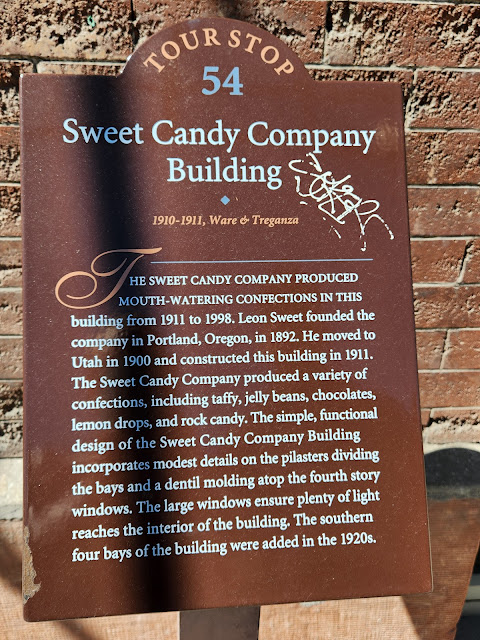 TOUR STOP
54
Sweet Candy Company
Building
1910-1911, Ware & Treganza
THE SWEET CANDY COMPANY PRODUCED
MOUTH-WATERING CONFECTIONS IN THIS
building from 1911 to 1998. Leon Sweet founded the
company in Portland, Oregon, in 1892. He moved to
Utah in 1900 and constructed this building in 1911.
The Sweet Candy Company produced a variety of
confections, including taffy, jelly beans, chocolates,
lemon drops, and rock candy. The simple, functional
design of the Sweet Candy Company Building
incorporates modest details on the pilasters dividing
the bays and a dentil molding atop the fourth story
windows. The large windows ensure plenty of light
reaches the interior of the building. The southern
four bays of the building were added in the 1920s.